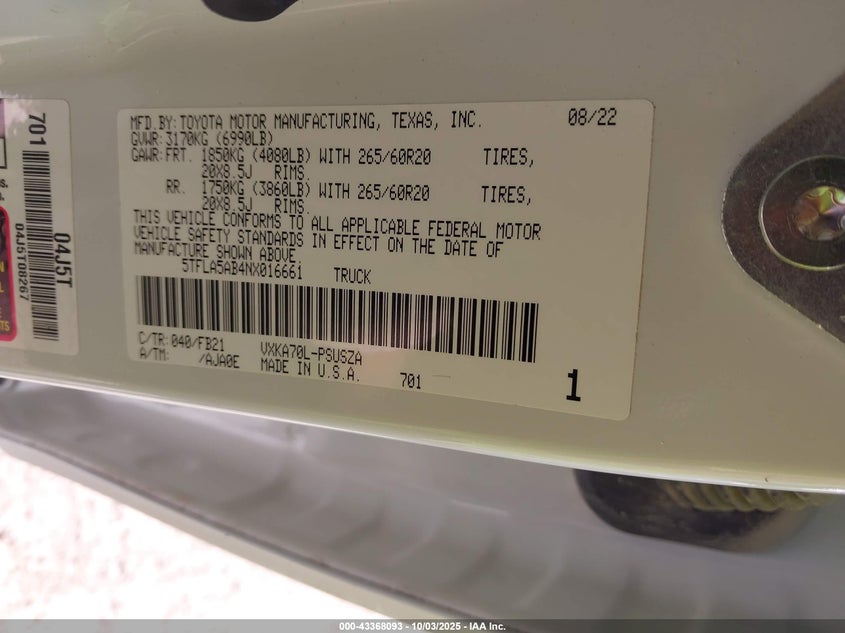 MFD.BY:TOYOTA MOTOR MANUFACTURING, TEXAS, INC. 08/22
GVWR:3170KG (6990LB)
GAWR:FRT. 1850KG (4080LB) WITH 265/60R20 TIRES,
20X8.5J RIMS.
RR. 1750KG (3860LB) WITH 265/60R20 TIRES,
20X8.5J RIMS.
THIS VEHICLE CONFORMS TO ALL APPLICABLE FEDERAL MOTOR
VEHICLE SAFETY STANDARDS IN EFFECT ON THE DATE OF
MANUFACTURE SHOWN ABOVE.
5TFLA5AB4NX016661 TRUCK
C/TR:040/FB21 VXKA70L-PSUSZA
A/TM: /AJA0E MADE IN U.S.A. 701
1
701
04J5T
04J5T08267
000-43368093 - 10/03/2025 - IAA Inc.